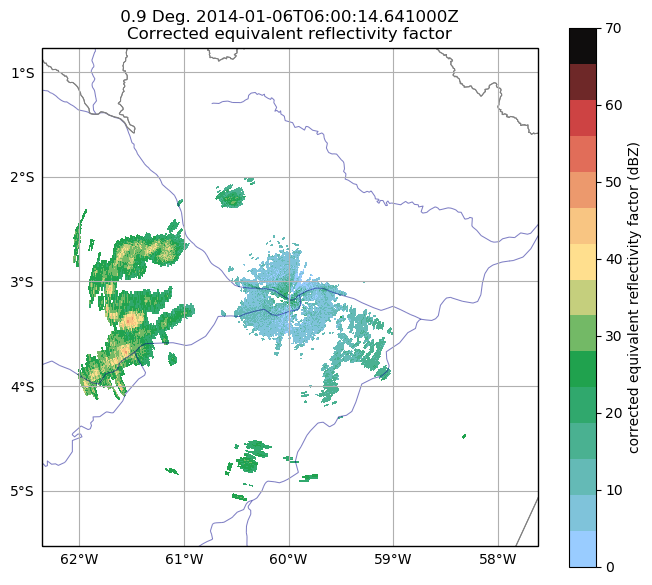 0.9 Deg. 2014-01-06T06:00:14.641000Z
Corrected equivalent reflectivity factor
1°S
2°S
3°S
4°S
5°S
62°W
61°W
60°W
59°W
58°W
70
60
50
40
30
20
10
0
corrected equivalent reflectivity factor (dBZ)